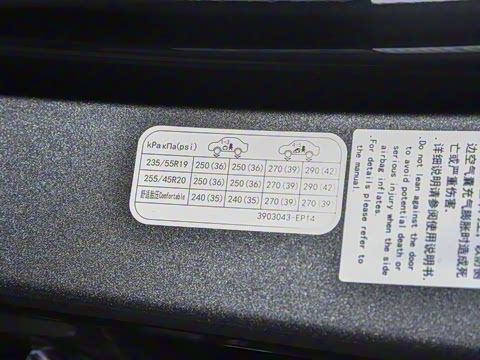 kPa кПа(psi)
235/55R19 250 (36) 250 (36) 270 (39) 290 (42)
255/45R20 250 (36) 250 (36) 270 (39) 290 (42)
舒适胎压Comfortable 240 (35) 240 (35) 270 (39) 270 (39
3903043-EP14
边空气囊充气膨胀时造成死
亡或严重伤害.
.详细说明请参阅使用说明书.
.Do not lean against the door
to avoid potential death or
serious injury when the side
airbag inflates.
.For details please refer to
the manual.